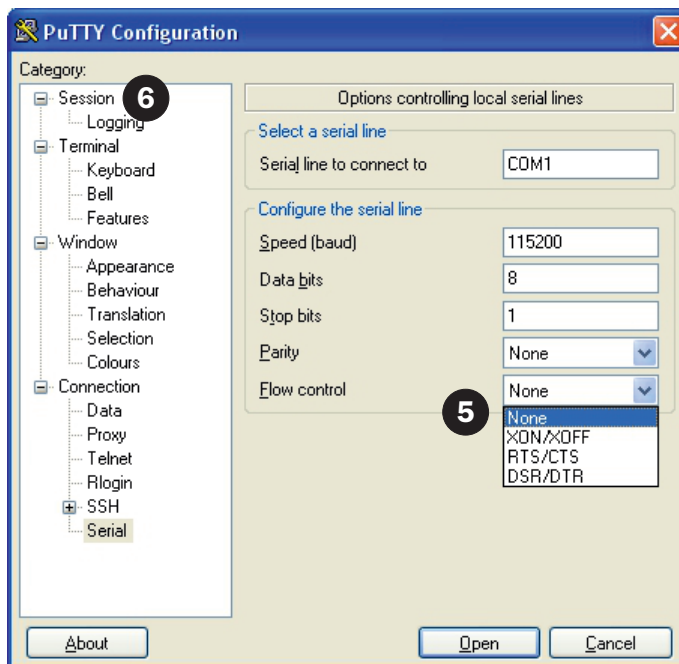 PuTTY Configuration
Category:
Session
6
Logging
Terminal
Keyboard
Bell
Features
Window
Appearance
Behaviour
Translation
Selection
Colours
Connection
Data
Proxy
Telnet
Rlogin
SSH
Serial
Options controlling local serial lines
Select a serial line
Serial line to connect to COM1
Configure the serial line
Speed (baud) 115200
Data bits 8
Stop bits 1
Parity None
Flow control None
5
None
XON/XOFF
RTS/CTS
DSR/DTR
About Open Cancel